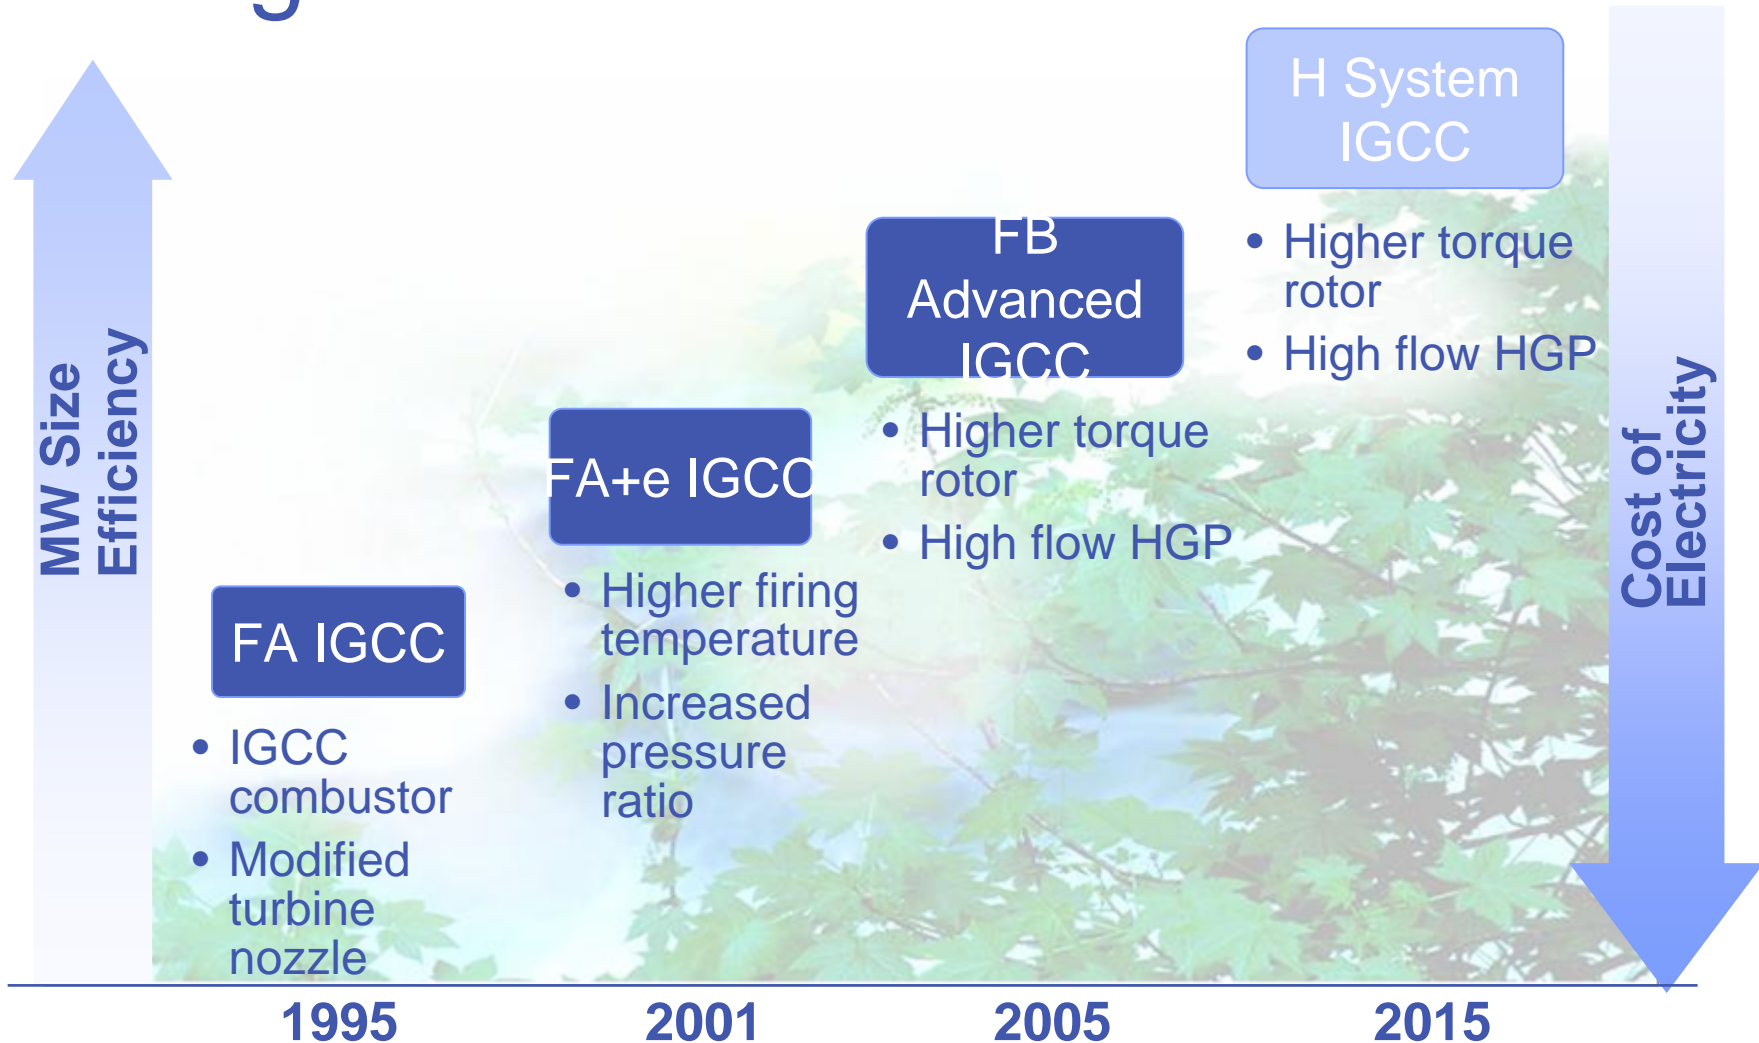 MW Size
Efficiency
FA IGCC
• IGCC
combustor
• Modified
turbine
nozzle
FA+e IGCC
• Higher firing
temperature
• Increased
pressure
ratio
FB
Advanced
IGCC
• Higher torque
rotor
• High flow HGP
H System
IGCC
• Higher torque
rotor
• High flow HGP
Cost of
Electricity
1995
2001
2005
2015